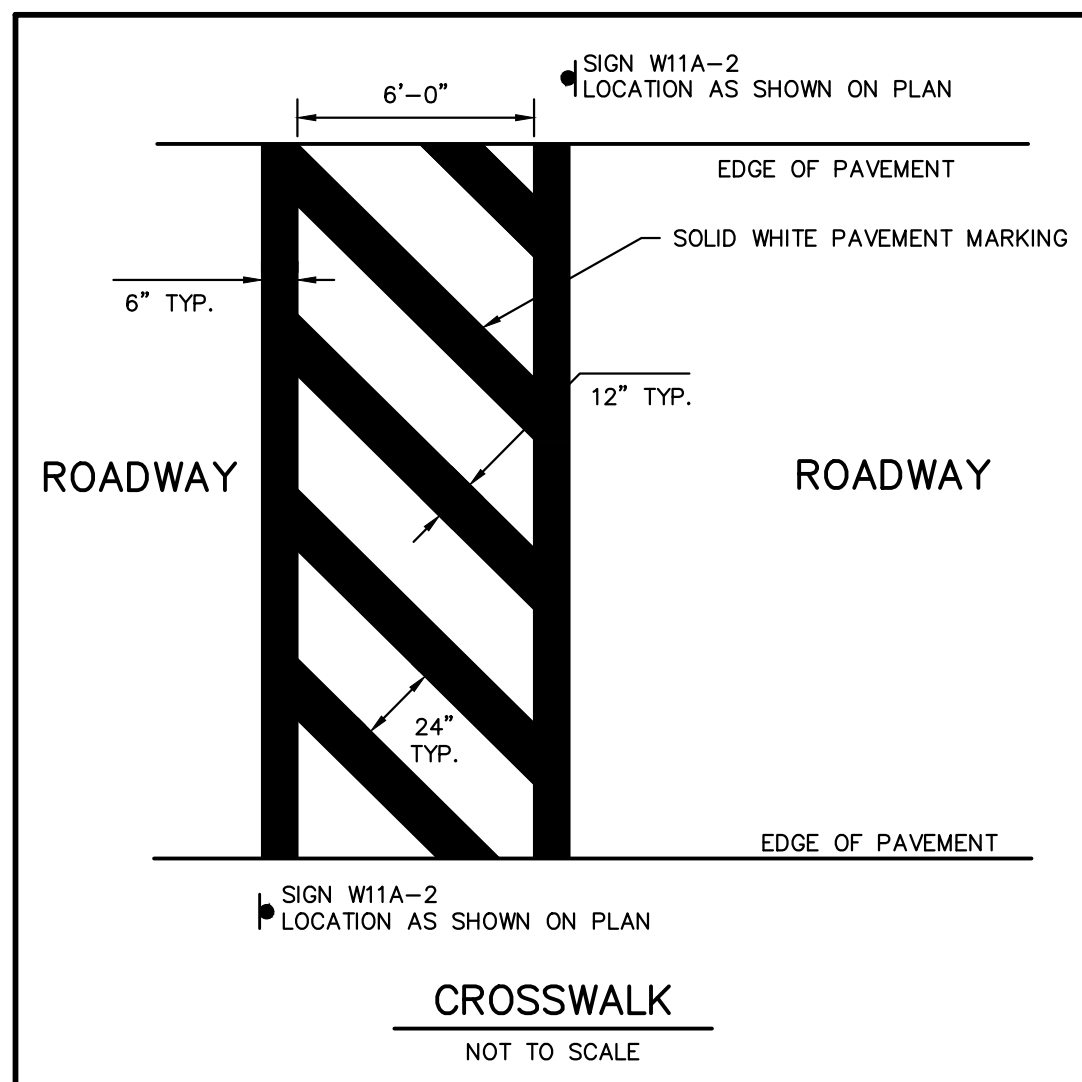 SIGN W11A-2
LOCATION AS SHOWN ON PLAN
6'-0"
EDGE OF PAVEMENT
SOLID WHITE PAVEMENT MARKING
6" TYP.
12" TYP.
ROADWAY
ROADWAY
24"
TYP.
EDGE OF PAVEMENT
SIGN W11A-2
LOCATION AS SHOWN ON PLAN
CROSSWALK
NOT TO SCALE